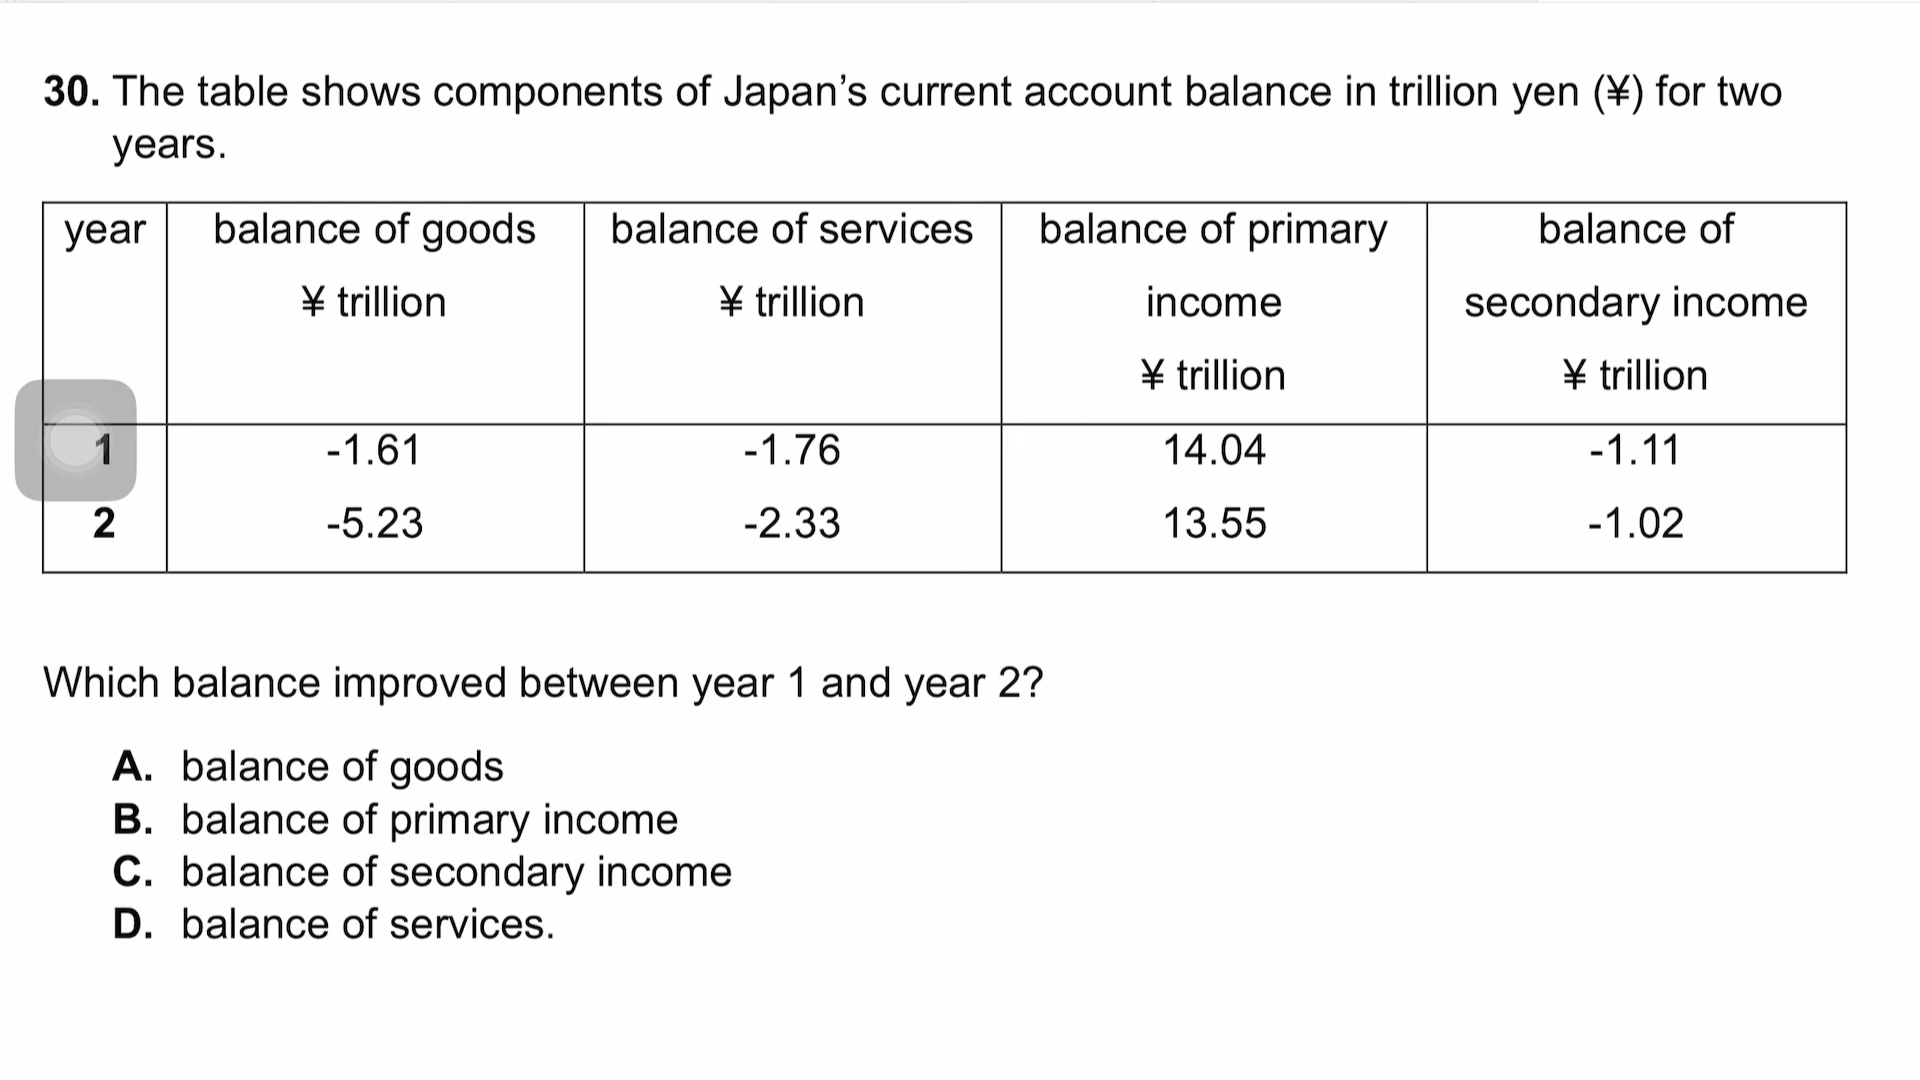 30. The table shows components of Japan's current account balance in trillion yen (¥) for two
years.
year balance of goods balance of services balance of primary balance of
¥ trillion ¥ trillion income secondary income
¥ trillion ¥ trillion
1 -1.61 -1.76 14.04 -1.11
2 -5.23 -2.33 13.55 -1.02
Which balance improved between year 1 and year 2?
A. balance of goods
B. balance of primary income
C. balance of secondary income
D. balance of services.